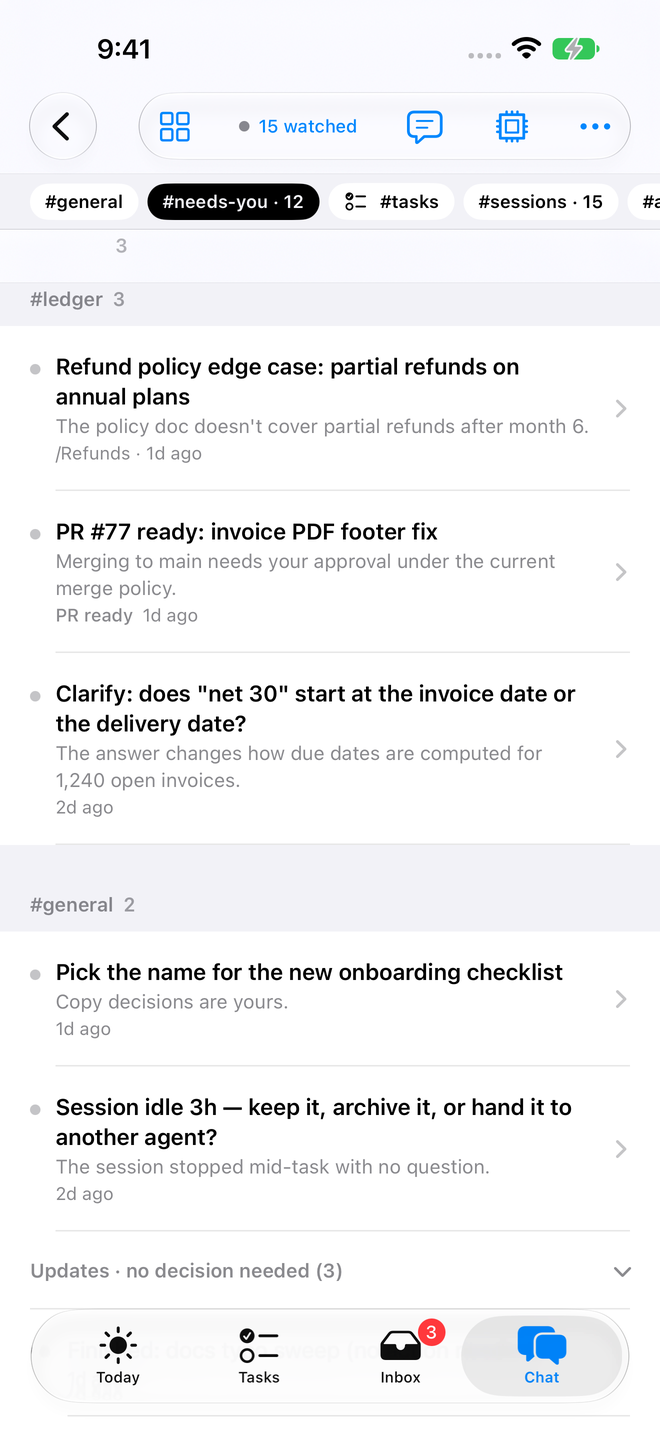 9:41
15 watched
#general
#needs-you · 12
#tasks
#sessions · 15
3
#ledger 3
Refund policy edge case: partial refunds on
annual plans
The policy doc doesn't cover partial refunds after month 6.
/Refunds · 1d ago
PR #77 ready: invoice PDF footer fix
Merging to main needs your approval under the current
merge policy.
PR ready 1d ago
Clarify: does "net 30" start at the invoice date or
the delivery date?
The answer changes how due dates are computed for
1,240 open invoices.
2d ago
#general 2
Pick the name for the new onboarding checklist
Copy decisions are yours.
1d ago
Session idle 3h — keep it, archive it, or hand it to
another agent?
The session stopped mid-task with no question.
2d ago
Updates · no decision needed (3)
3
Today
Tasks
Inbox
Chat